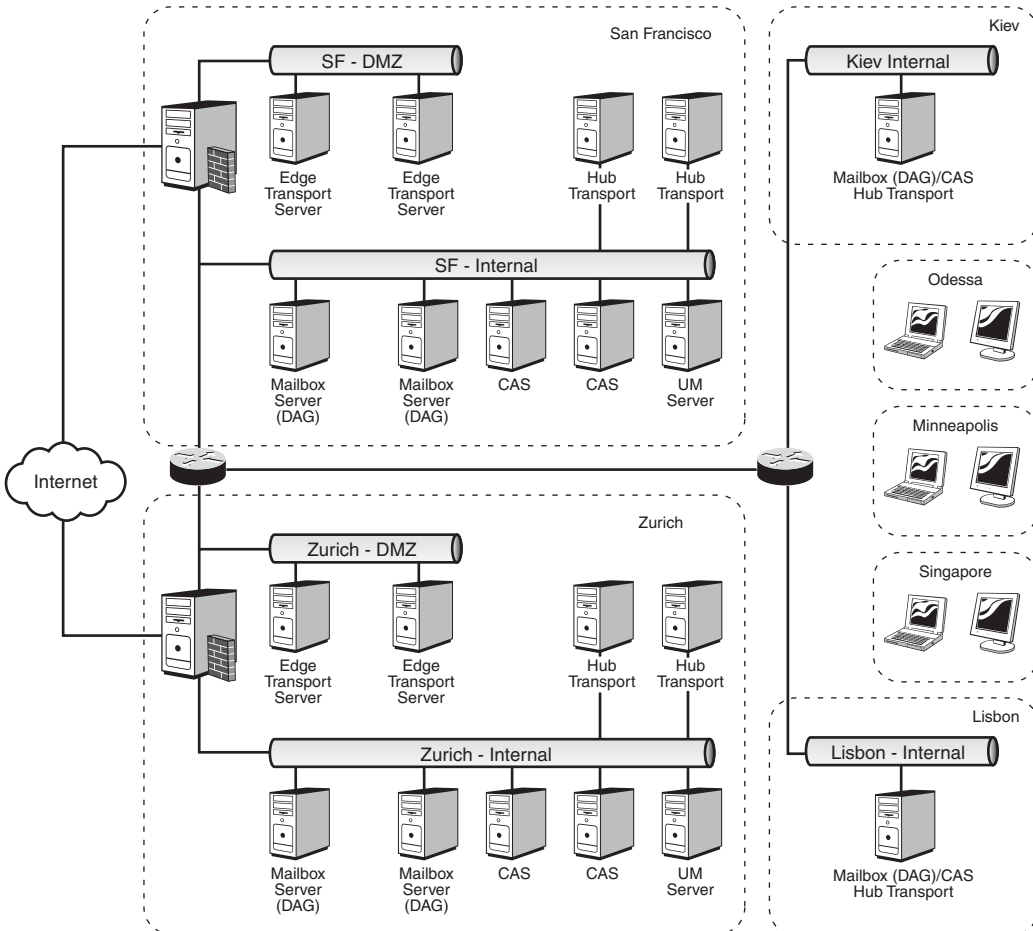 San Francisco
SF - DMZ
Edge
Transport
Server
Edge
Transport
Server
Hub
Transport
Hub
Transport
SF - Internal
Mailbox
Server
(DAG)
Mailbox
Server
(DAG)
CAS
CAS
UM
Server
Internet
Zurich
Zurich - DMZ
Edge
Transport
Server
Edge
Transport
Server
Hub
Transport
Hub
Transport
Zurich - Internal
Mailbox
Server
(DAG)
Mailbox
Server
(DAG)
CAS
CAS
UM
Server
Kiev
Kiev Internal
Mailbox (DAG)/CAS
Hub Transport
Odessa
Minneapolis
Singapore
Lisbon
Lisbon - Internal
Mailbox (DAG)/CAS
Hub Transport